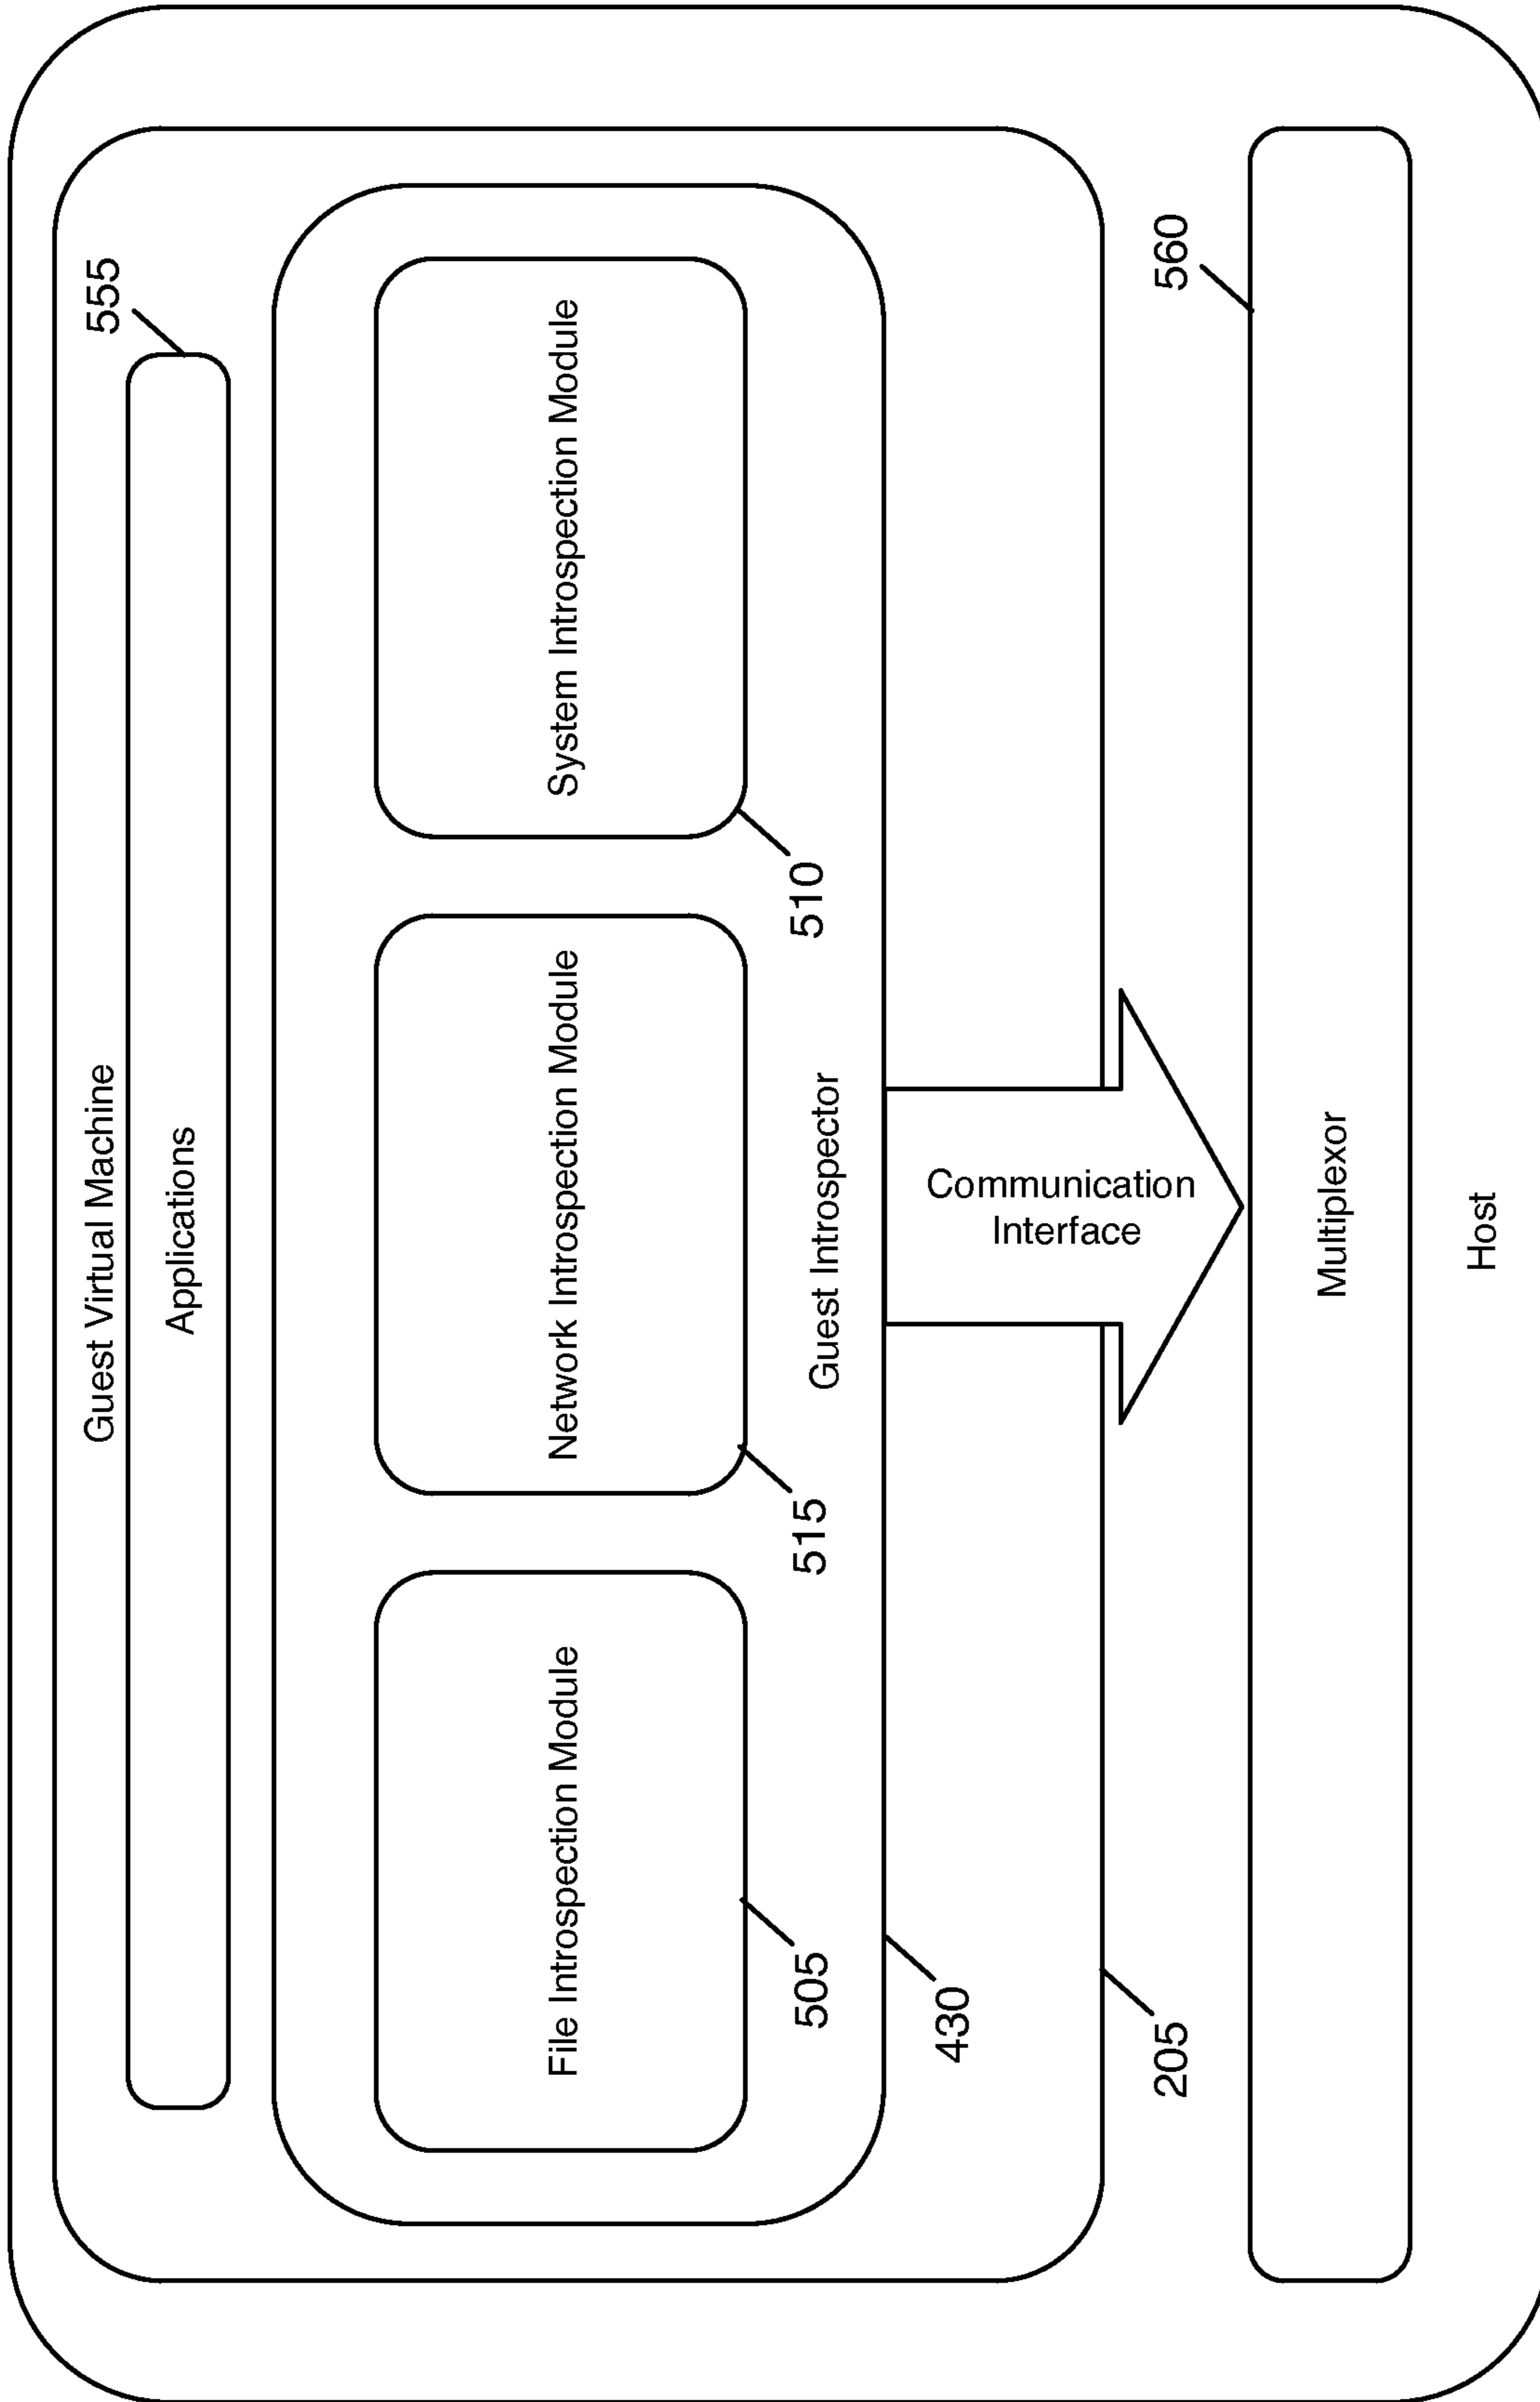 Guest Virtual Machine
555
Applications
File Introspection Module
Network Introspection Module
System Introspection Module
505
515
510
Guest Introspector
430
Communication
Interface
205
560
Multiplexor
Host